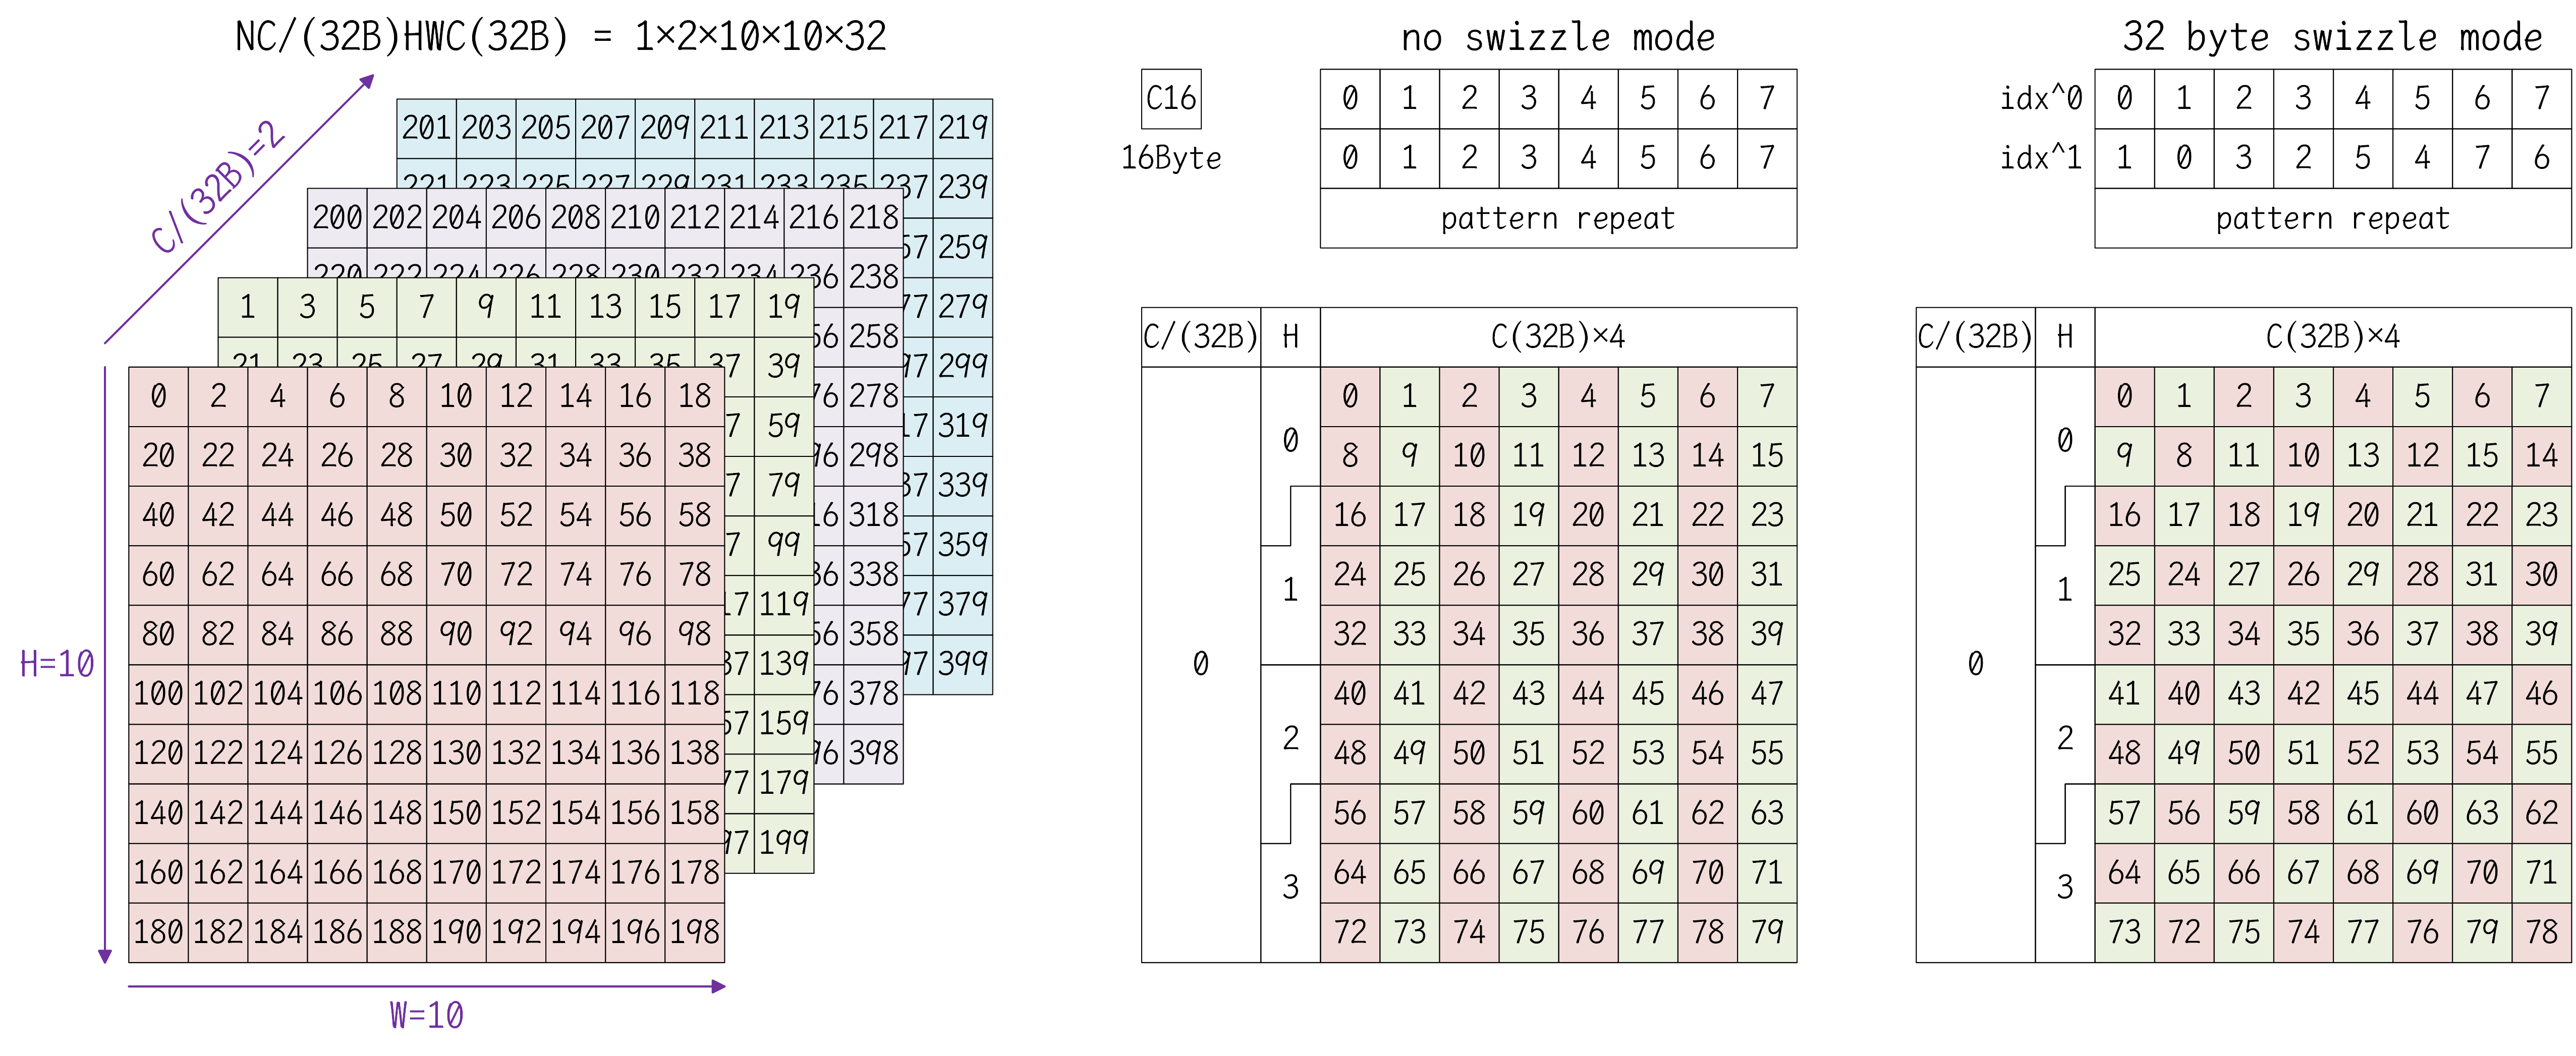 NC/(32B)HWC(32B) = 1×2×10×10×32
C/(32B)=2
201 203 205 207 209 211 213 215 217 219
221 223 225 227 229 231 233 235 237 239
259
279
299
319
339
359
379
399
200 202 204 206 208 210 212 214 216 218
220 222 224 226 228 230 232 234 236 238
258
278
298
318
338
358
378
398
1 3 5 7 9 11 13 15 17 19
21 23 25 27 29 31 33 35 37 39
59
79
99
119
139
159
179
199
0 2 4 6 8 10 12 14 16 18
20 22 24 26 28 30 32 34 36 38
40 42 44 46 48 50 52 54 56 58
60 62 64 66 68 70 72 74 76 78
80 82 84 86 88 90 92 94 96 98
100 102 104 106 108 110 112 114 116 118
120 122 124 126 128 130 132 134 136 138
140 142 144 146 148 150 152 154 156 158
160 162 164 166 168 170 172 174 176 178
180 182 184 186 188 190 192 194 196 198
H=10
W=10
C16
16Byte
no swizzle mode
0 1 2 3 4 5 6 7
0 1 2 3 4 5 6 7
pattern repeat
C/(32B) H C(32B)×4
0
0
1
2
3
0 1 2 3 4 5 6 7
8 9 10 11 12 13 14 15
16 17 18 19 20 21 22 23
24 25 26 27 28 29 30 31
32 33 34 35 36 37 38 39
40 41 42 43 44 45 46 47
48 49 50 51 52 53 54 55
56 57 58 59 60 61 62 63
64 65 66 67 68 69 70 71
72 73 74 75 76 77 78 79
32 byte swizzle mode
idx^0 0 1 2 3 4 5 6 7
idx^1 1 0 3 2 5 4 7 6
pattern repeat
C/(32B) H C(32B)×4
0
0
1
2
3
0 1 2 3 4 5 6 7
9 8 11 10 13 12 15 14
16 17 18 19 20 21 22 23
25 24 27 26 29 28 31 30
32 33 34 35 36 37 38 39
41 40 43 42 45 44 47 46
48 49 50 51 52 53 54 55
57 56 59 58 61 60 63 62
64 65 66 67 68 69 70 71
73 72 75 74 77 76 79 78